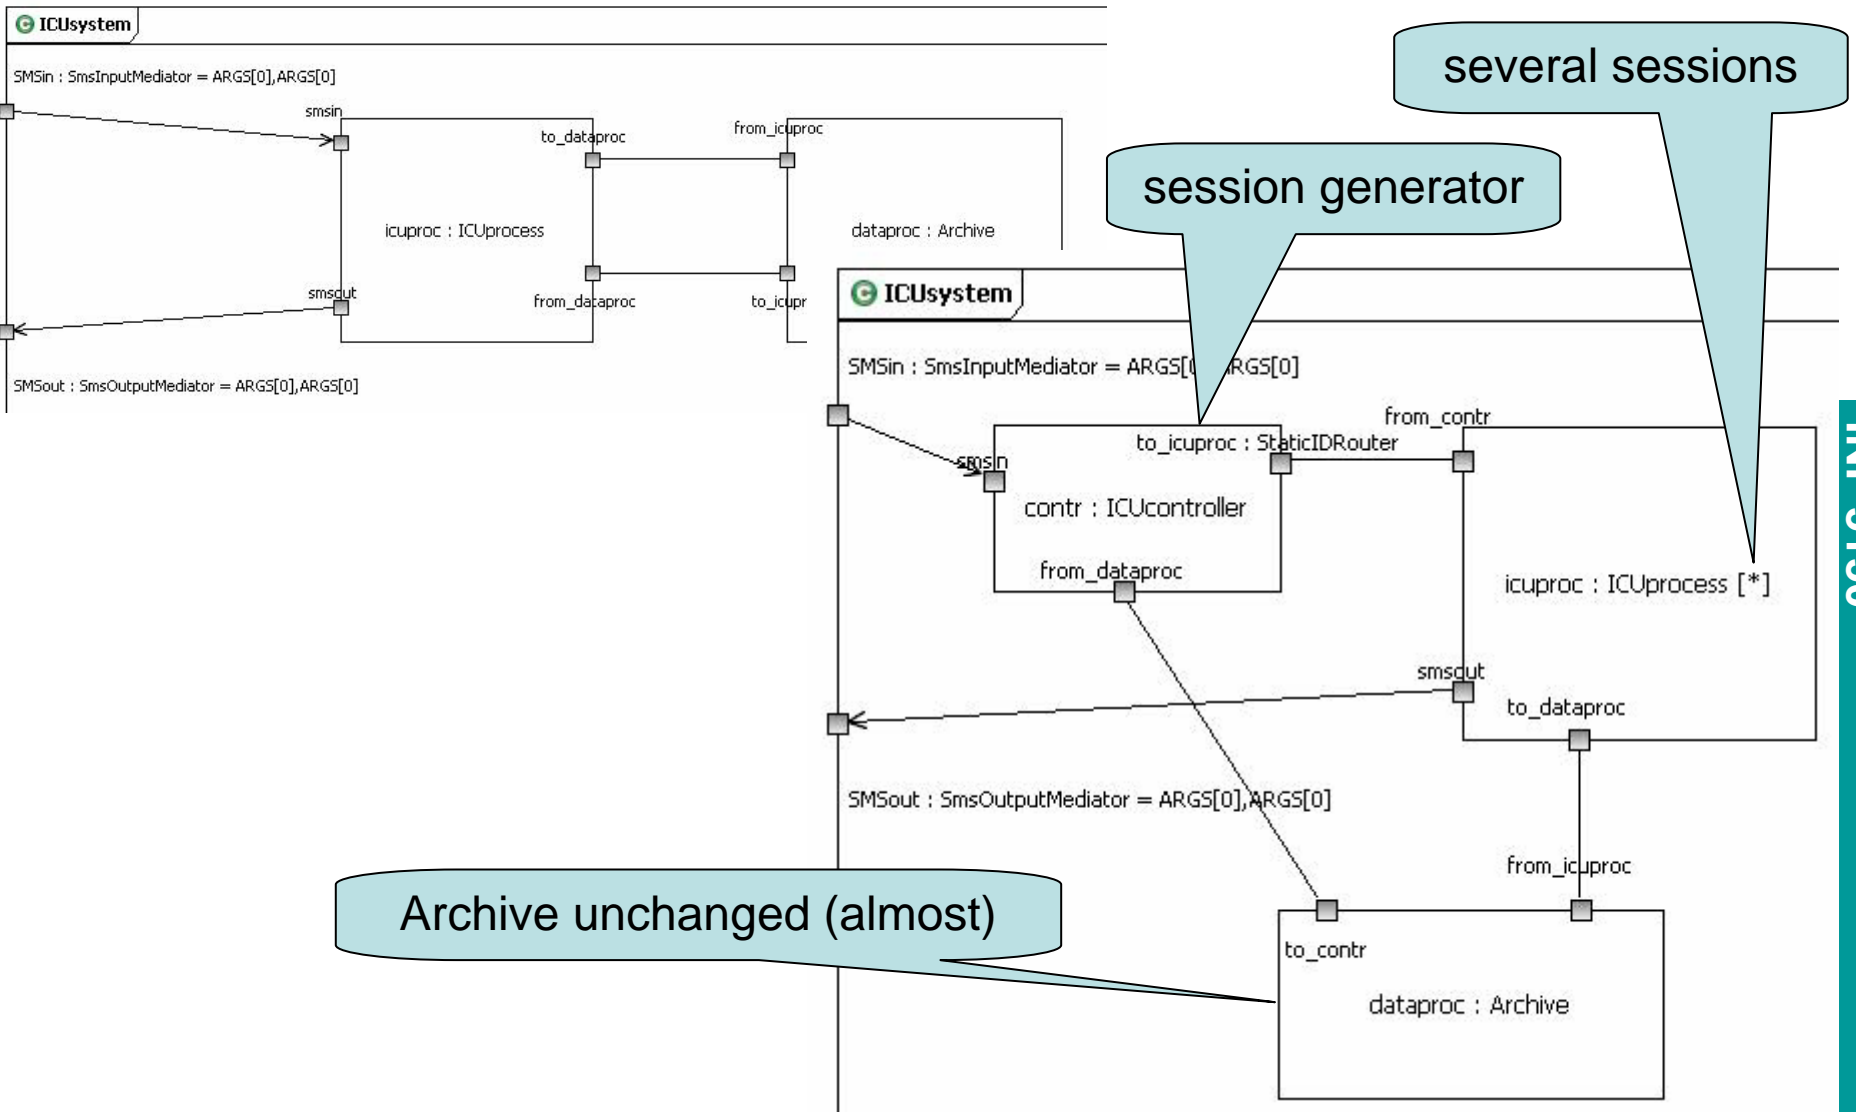 ICUsystem
SMSin : SmsInputMediator = ARGS[0],ARGS[0]
smsin
to_dataproc
from_icuproc
icuproc : ICUprocess
dataproc : Archive
smsout
from_dataproc
to_icupr
SMSout : SmsOutputMediator = ARGS[0],ARGS[0]
several sessions
session generator
ICUsystem
SMSin : SmsInputMediator = ARGS[0],ARGS[0]
from_contr
to_icuproc : StaticIDRouter
smsin
contr : ICUcontroller
from_dataproc
icuproc : ICUprocess [*]
smsout
to_dataproc
SMSout : SmsOutputMediator = ARGS[0],ARGS[0]
from_icuproc
Archive unchanged (almost)
to_contr
dataproc : Archive